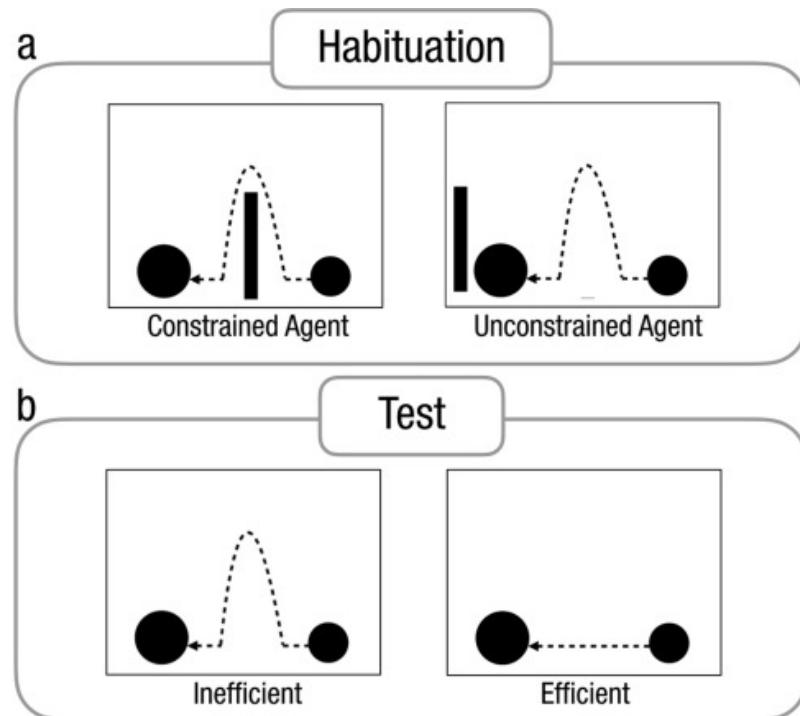 a
Habituation
Constrained Agent
Unconstrained Agent
b
Test
Inefficient
Efficient